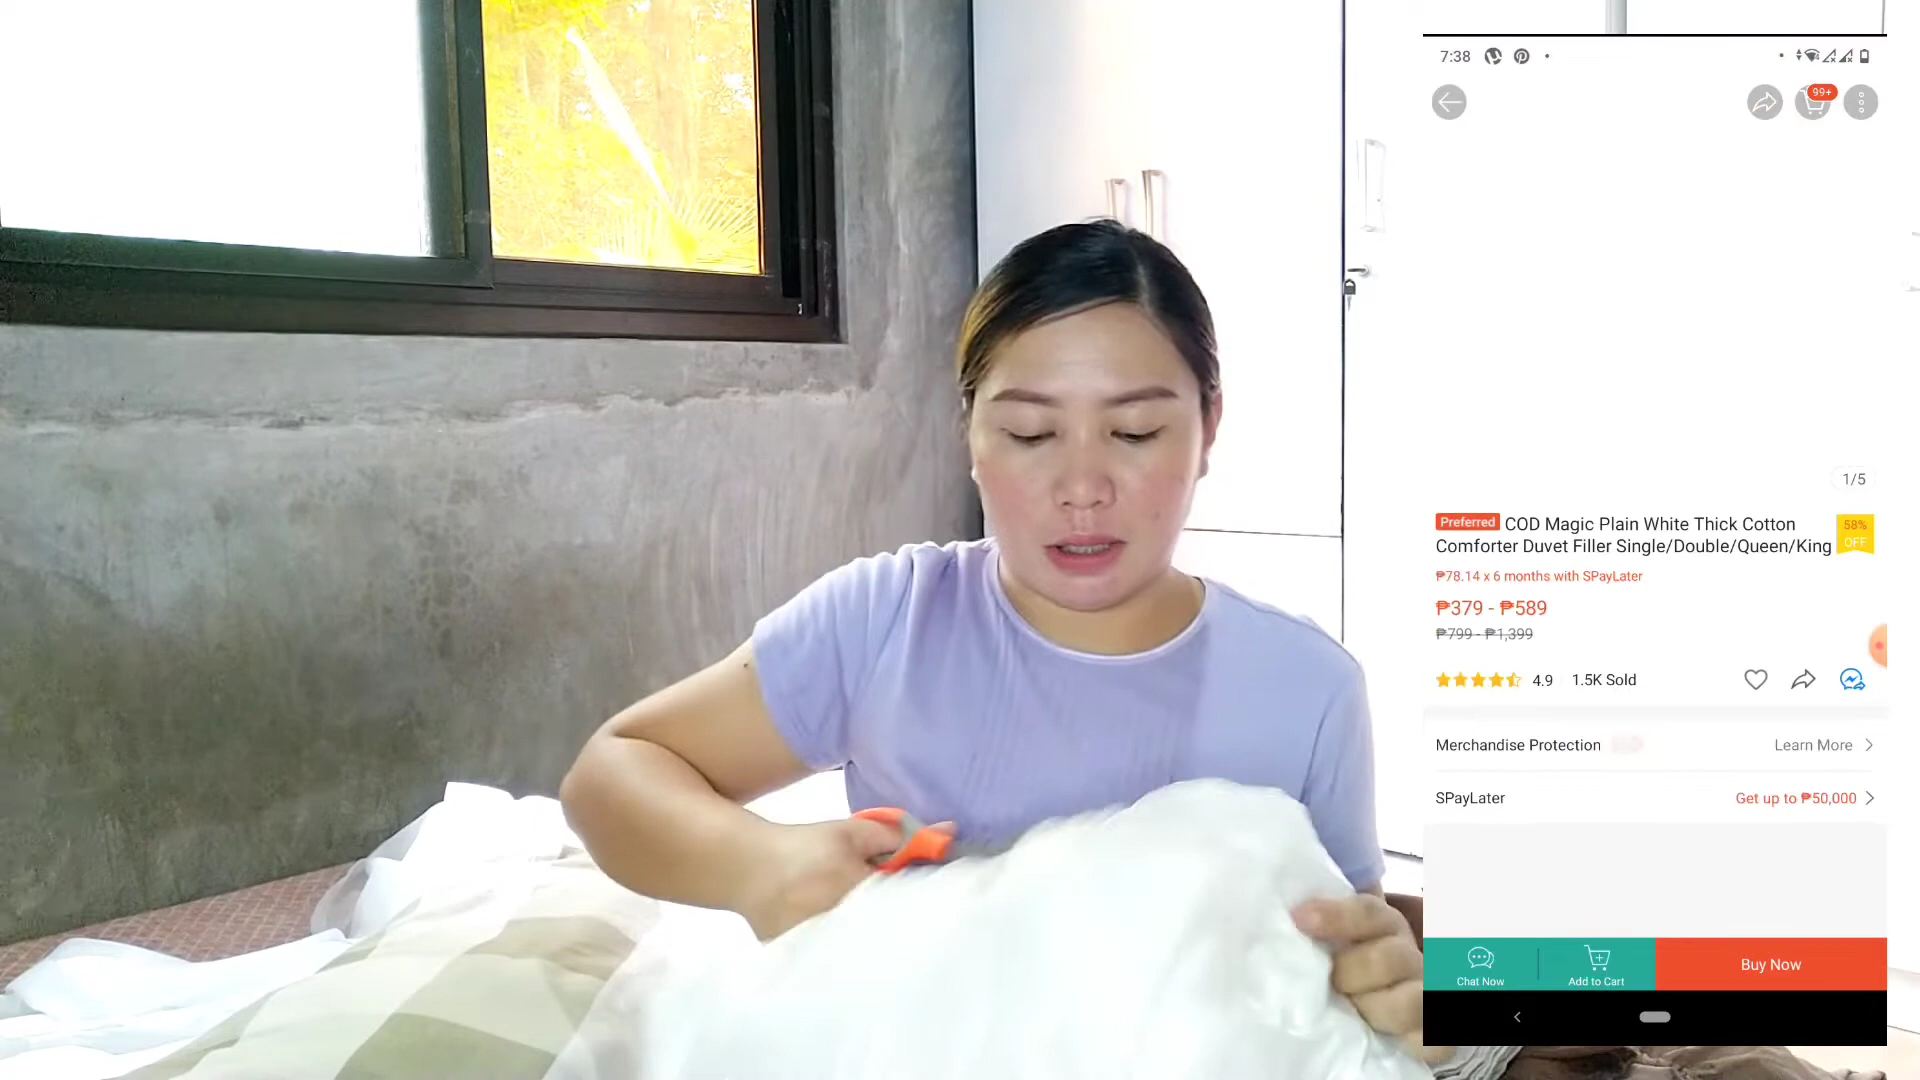 7:38
99+
1/5
Preferred COD Magic Plain White Thick Cotton
Comforter Duvet Filler Single/Double/Queen/King
58%
OFF
₱78.14 x 6 months with SPayLater
₱379 - ₱589
₱799 - ₱1,399
4.9 1.5K Sold
Merchandise Protection Learn More
SPayLater Get up to ₱50,000
Chat Now
Add to Cart
Buy Now